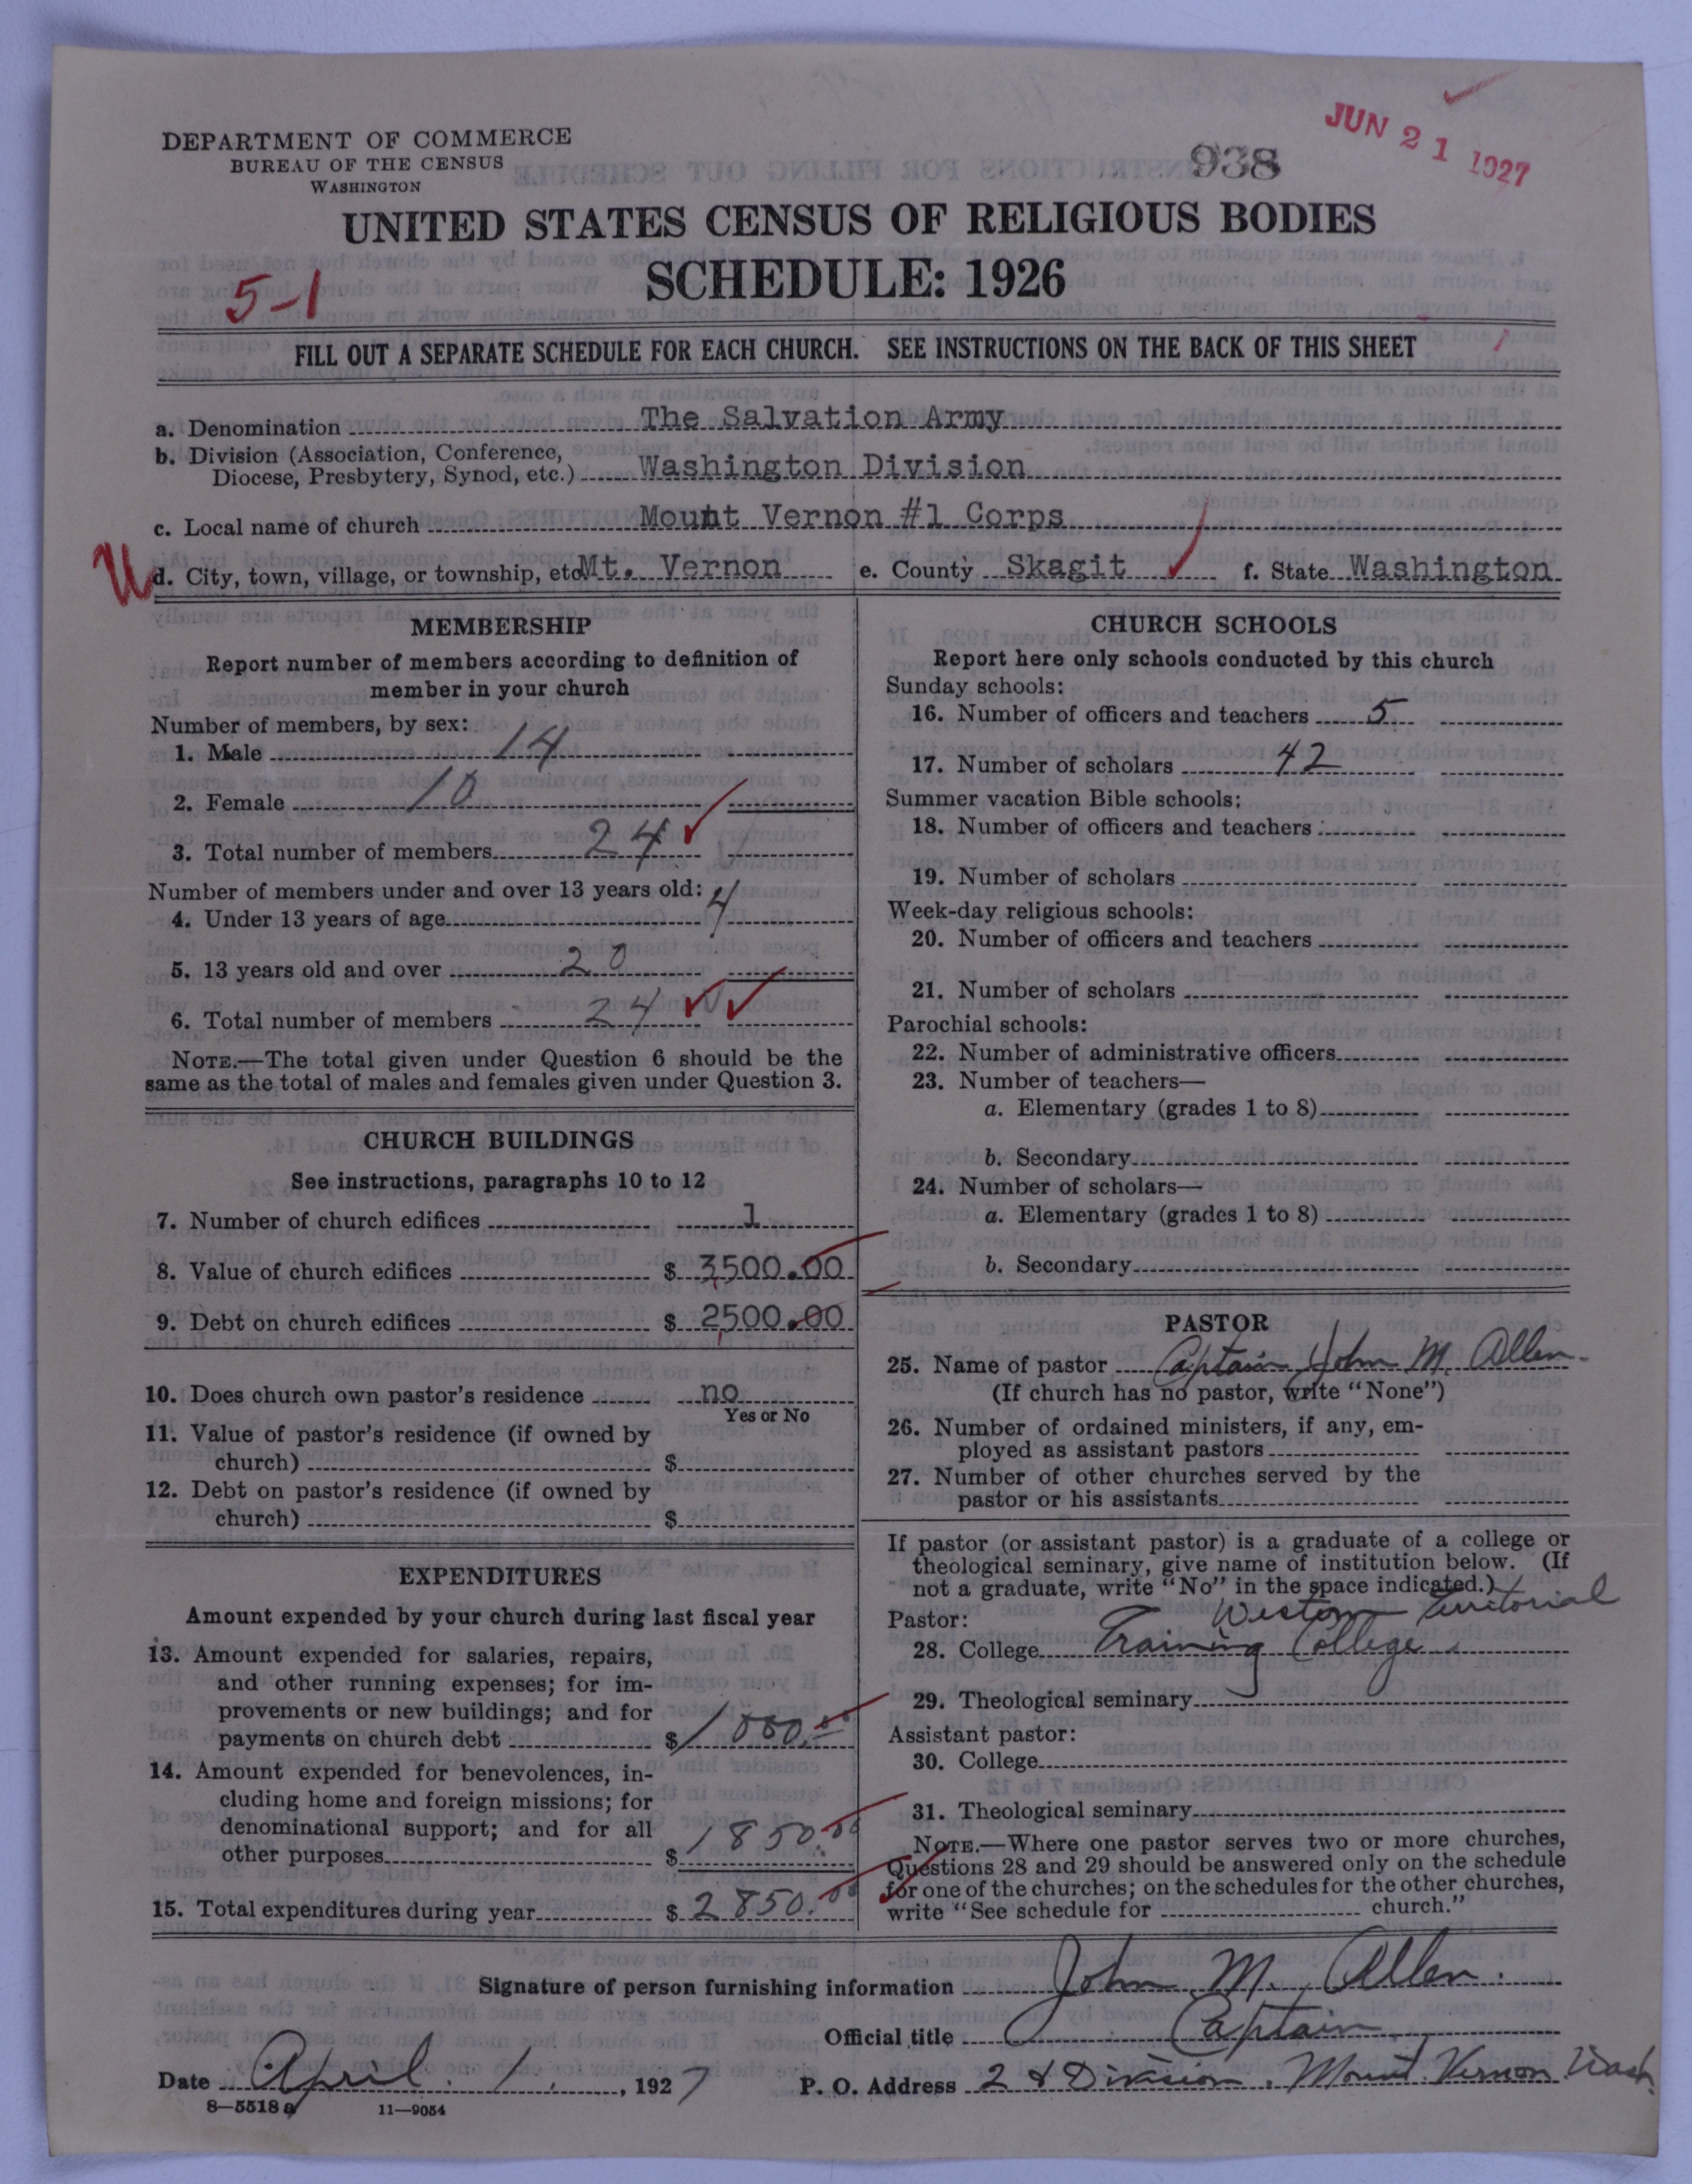 JUN 21 1927
DEPARTMENT OF COMMERCE
BUREAU OF THE CENSUS
WASHINGTON
938
UNITED STATES CENSUS OF RELIGIOUS BODIES
SCHEDULE: 1926
5-1
FILL OUT A SEPARATE SCHEDULE FOR EACH CHURCH. SEE INSTRUCTIONS ON THE BACK OF THIS SHEET
a. Denomination The Salvation Army
b. Division (Association, Conference,
Diocese, Presbytery, Synod, etc.) Washington Division
c. Local name of church Mount Vernon #1 Corps
d. City, town, village, or township, etc. Mt. Vernon e. County Skagit f. State Washington
MEMBERSHIP
Report number of members according to definition of
member in your church
Number of members, by sex:
1. Male 14
2. Female 10
3. Total number of members 24
Number of members under and over 13 years old:
4. Under 13 years of age 4
5. 13 years old and over 20
6. Total number of members 24
NOTE.—The total given under Question 6 should be the
same as the total of males and females given under Question 3.
CHURCH BUILDINGS
See instructions, paragraphs 10 to 12
7. Number of church edifices 1
8. Value of church edifices $ 3,500.00
9. Debt on church edifices $ 2,500.00
10. Does church own pastor's residence no
Yes or No
11. Value of pastor's residence (if owned by
church) $
12. Debt on pastor's residence (if owned by
church) $
EXPENDITURES
Amount expended by your church during last fiscal year
13. Amount expended for salaries, repairs,
and other running expenses; for im-
provements or new buildings; and for
payments on church debt $ 1000.00
14. Amount expended for benevolences, in-
cluding home and foreign missions; for
denominational support; and for all
other purposes $ 1850.00
15. Total expenditures during year $ 2850.00
CHURCH SCHOOLS
Report here only schools conducted by this church
Sunday schools:
16. Number of officers and teachers 5
17. Number of scholars 42
Summer vacation Bible schools:
18. Number of officers and teachers
19. Number of scholars
Week-day religious schools:
20. Number of officers and teachers
21. Number of scholars
Parochial schools:
22. Number of administrative officers
23. Number of teachers—
a. Elementary (grades 1 to 8)
b. Secondary
24. Number of scholars—
a. Elementary (grades 1 to 8)
b. Secondary
PASTOR
25. Name of pastor Captain John M. Allen.
(If church has no pastor, write "None")
26. Number of ordained ministers, if any, em-
ployed as assistant pastors
27. Number of other churches served by the
pastor or his assistants
If pastor (or assistant pastor) is a graduate of a college or
theological seminary, give name of institution below. (If
not a graduate, write "No" in the space indicated.)
Pastor: Western Territorial
28. College Training College.
29. Theological seminary
Assistant pastor:
30. College
31. Theological seminary
NOTE.—Where one pastor serves two or more churches,
Questions 28 and 29 should be answered only on the schedule
for one of the churches; on the schedules for the other churches,
write "See schedule for church."
Signature of person furnishing information John M. Allen.
Official title Captain
Date April 1, 1927 P. O. Address 2 & Division, Mount Vernon Wash.
8—5518a 11—9054